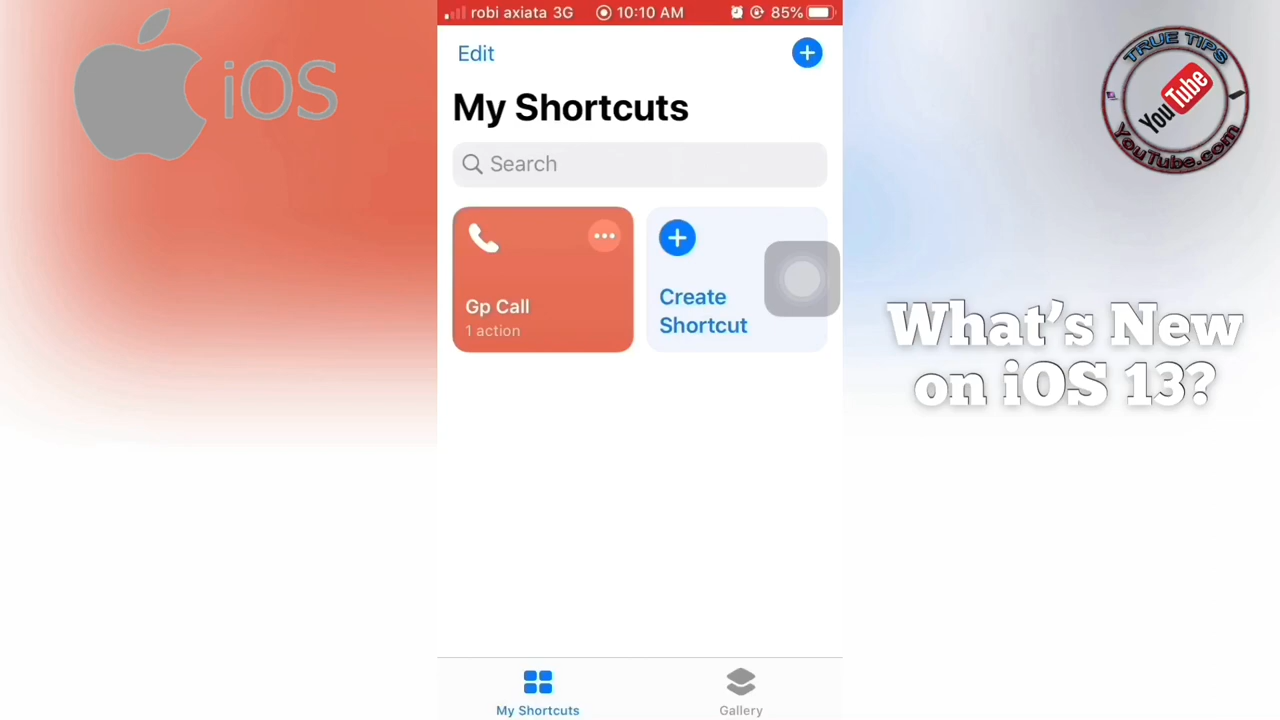 iOS
robi axiata 3G 10:10 AM 85%
Edit
My Shortcuts
Search
Gp Call
1 action
Create
Shortcut
My Shortcuts
Gallery
TRUE TIPS
YouTube
YouTube.com
What's New
on iOS 13?